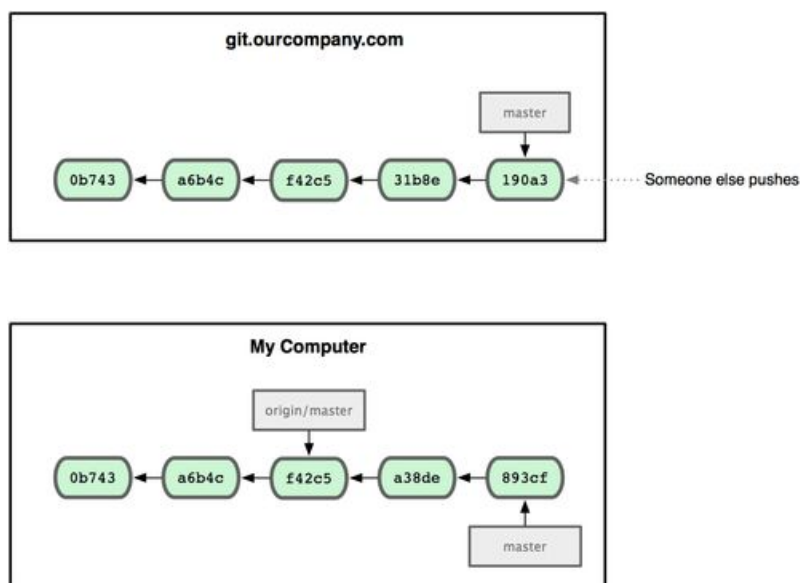 git.ourcompany.com
master
0b743 a6b4c f42c5 31b8e 190a3 Someone else pushes
My Computer
origin/master
0b743 a6b4c f42c5 a38de 893cf
master